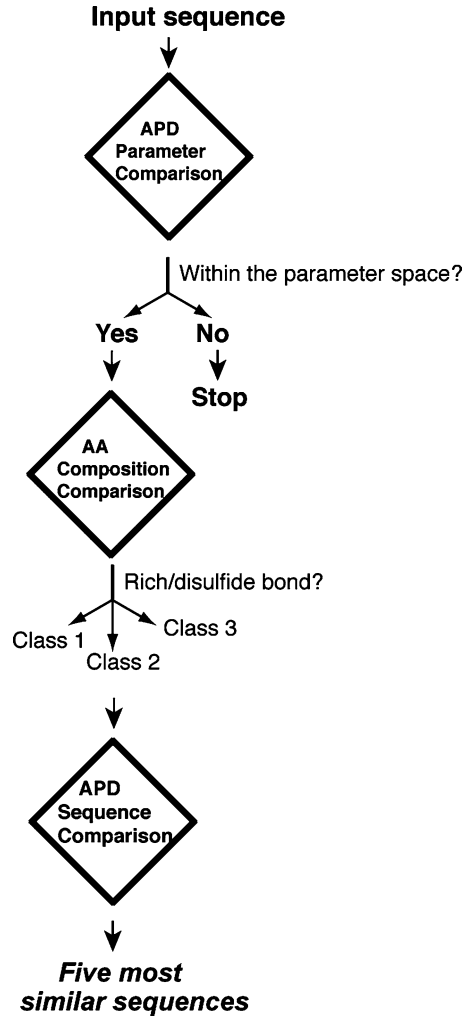 Input sequence
APD
Parameter
Comparison
Within the parameter space?
Yes
No
Stop
AA
Composition
Comparison
Rich/disulfide bond?
Class 1
Class 2
Class 3
APD
Sequence
Comparison
Five most
similar sequences